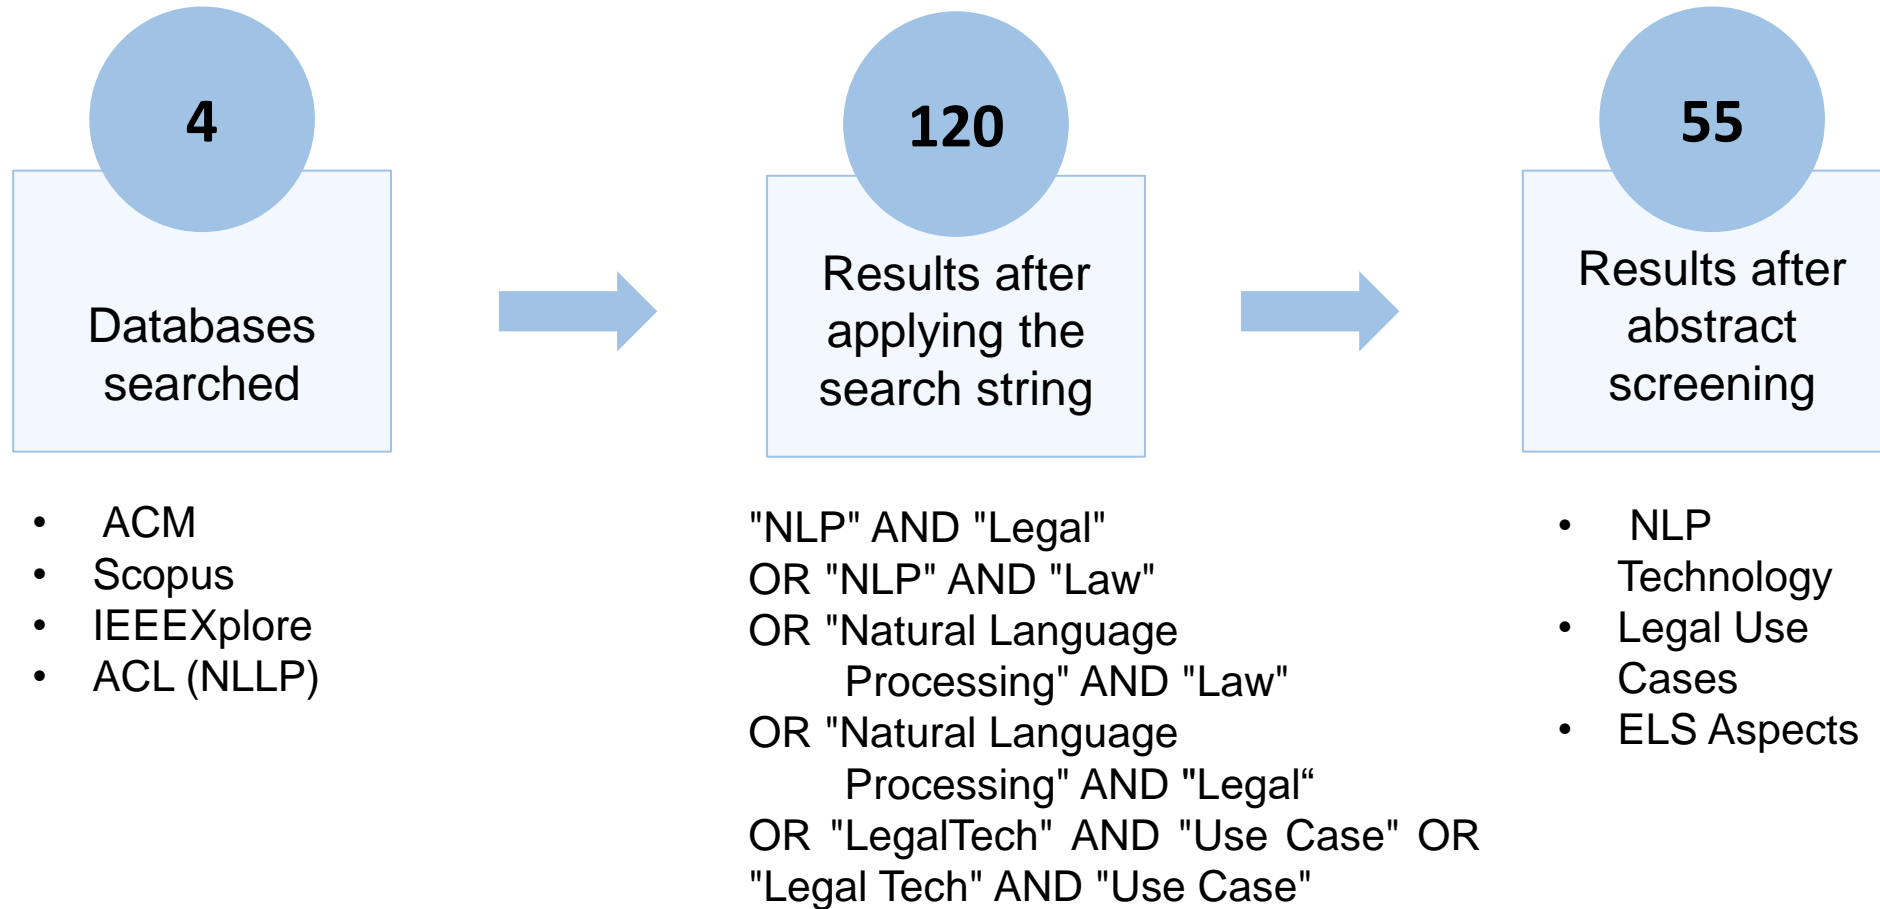 4
Databases
searched
• ACM
• Scopus
• IEEEXplore
• ACL (NLLP)
120
Results after
applying the
search string
"NLP" AND "Legal"
OR "NLP" AND "Law"
OR "Natural Language
Processing" AND "Law"
OR "Natural Language
Processing" AND "Legal“
OR "LegalTech" AND "Use Case" OR
"Legal Tech" AND "Use Case"
55
Results after
abstract
screening
• NLP
Technology
• Legal Use
Cases
• ELS Aspects